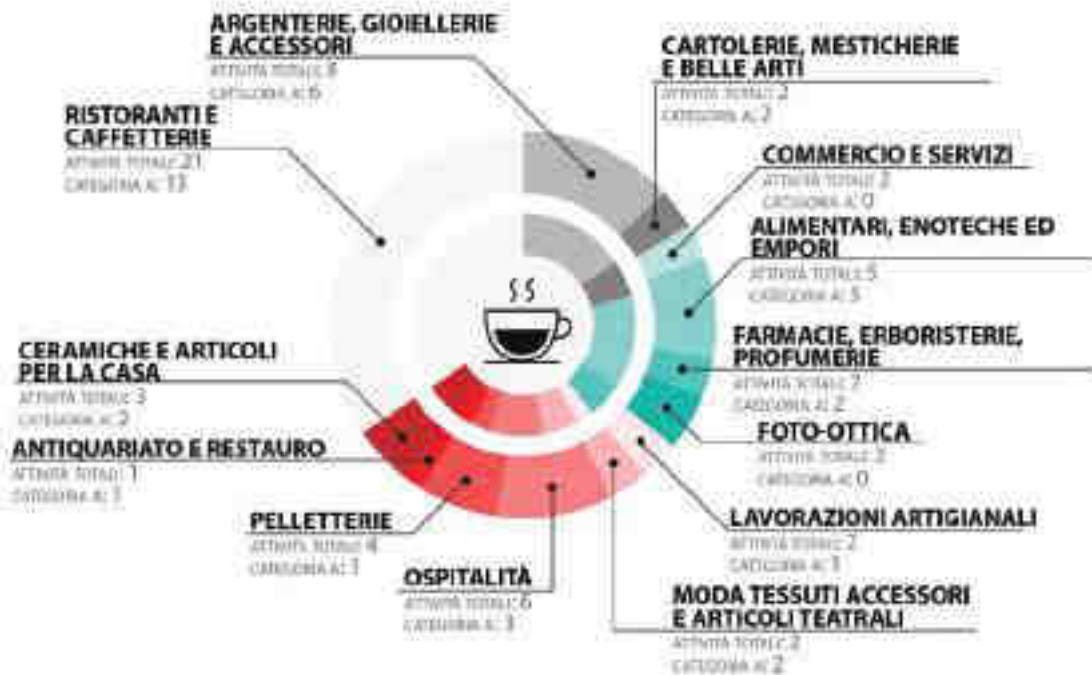 ARGENTERIE, GIOIELLERIE
E ACCESSORI
ATTIVITÀ TOTALI: 8
CATEGORIA A: 6
CARTOLERIE, MESTICHERIE
E BELLE ARTI
ATTIVITÀ TOTALI: 2
CATEGORIA A: 2
RISTORANTI E
CAFFETTERIE
ATTIVITÀ TOTALI: 21
CATEGORIA A: 13
COMMERCIO E SERVIZI
ATTIVITÀ TOTALI: 2
CATEGORIA A: 0
ALIMENTARI, ENOTECHE ED
EMPORI
ATTIVITÀ TOTALI: 5
CATEGORIA A:
FARMACIE, ERBORISTERIE,
PROFUMERIE
ATTIVITÀ TOTALI: 2
CATEGORIA A: 2
CERAMICHE E ARTICOLI
PER LA CASA
ATTIVITÀ TOTALI: 3
CATEGORIA A: 2
ANTIQUARIATO E RESTAURO
ATTIVITÀ TOTALI: 1
CATEGORIA A: 1
FOTO-OTTICA
ATTIVITÀ TOTALI:
CATEGORIA A: 0
PELLETTERIE
ATTIVITÀ TOTALI: 4
CATEGORIA A:
OSPITALITÀ
ATTIVITÀ TOTALI: 6
CATEGORIA A: 3
LAVORAZIONI ARTIGIANALI
ATTIVITÀ TOTALI: 2
CATEGORIA A: 1
MODA TESSUTI ACCESSORI
E ARTICOLI TEATRALI
ATTIVITÀ TOTALI: 2
CATEGORIA A: 2